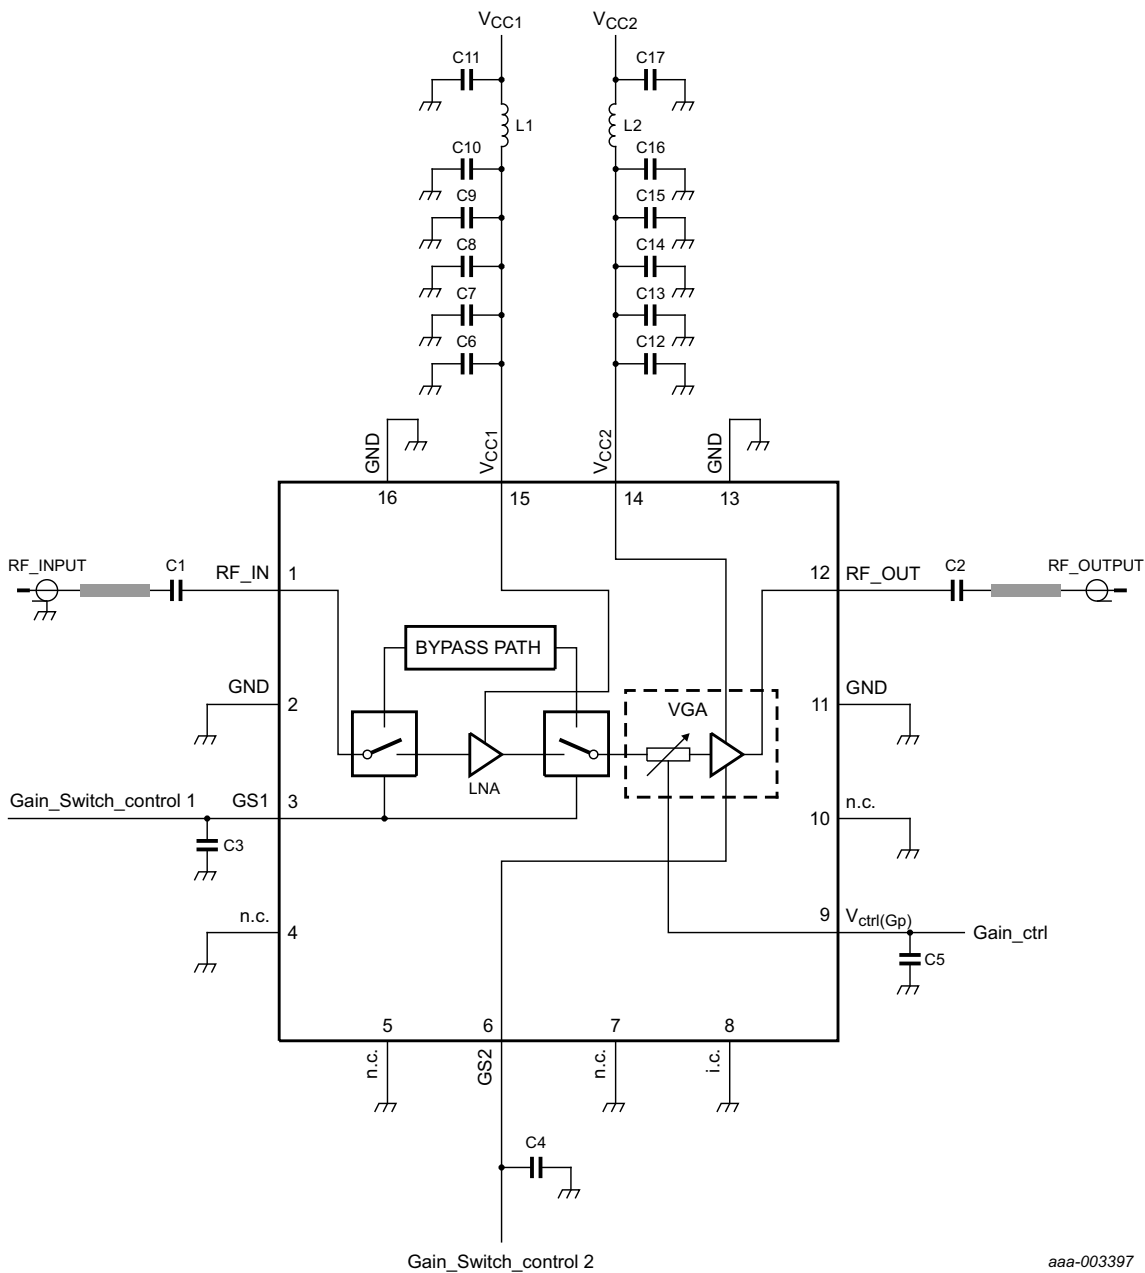 VCC1
VCC2
C11
C17
L1
L2
C10
C16
C9
C15
C8
C14
C7
C13
C6
C12
GND
VCC1
VCC2
GND
16
15
14
13
RF_INPUT
C1
RF_IN
1
12
RF_OUT
C2
RF_OUTPUT
BYPASS PATH
GND
2
VGA
11
GND
LNA
Gain_Switch_control 1
GS1
3
10
n.c.
C3
n.c.
4
9
Vctrl(Gp)
Gain_ctrl
C5
5
6
7
8
n.c.
GS2
n.c.
i.c.
C4
Gain_Switch_control 2
aaa-003397